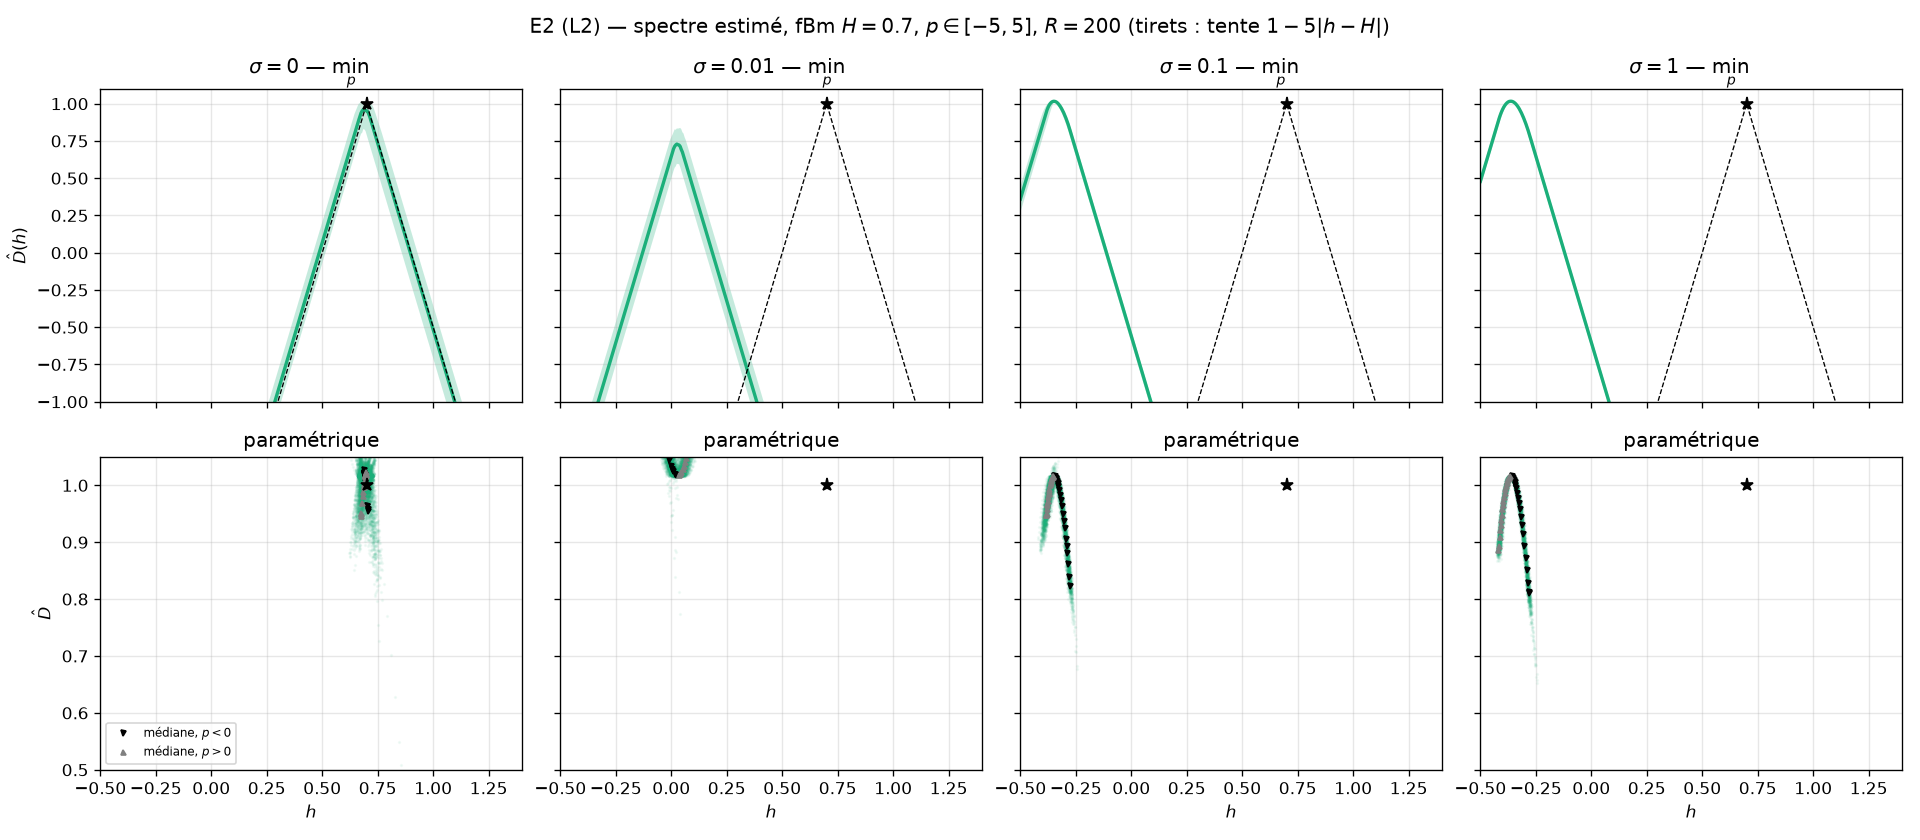 E2 (L2) — spectre estimé, fBm H = 0.7, p ∈ [−5, 5], R = 200 (tirets : tente 1 − 5|h − H|)
σ = 0 — min p
σ = 0.01 — min p
σ = 0.1 — min p
σ = 1 — min p
1.00
0.75
0.50
0.25
0.00
−0.25
−0.50
−0.75
−1.00
D̂(h)
paramétrique
paramétrique
paramétrique
paramétrique
1.0
0.9
0.8
0.7
0.6
0.5
D̂
médiane, p < 0
médiane, p > 0
−0.50 −0.25 0.00 0.25 0.50 0.75 1.00 1.25
−0.50 −0.25 0.00 0.25 0.50 0.75 1.00 1.25
−0.50 −0.25 0.00 0.25 0.50 0.75 1.00 1.25
−0.50 −0.25 0.00 0.25 0.50 0.75 1.00 1.25
h
h
h
h